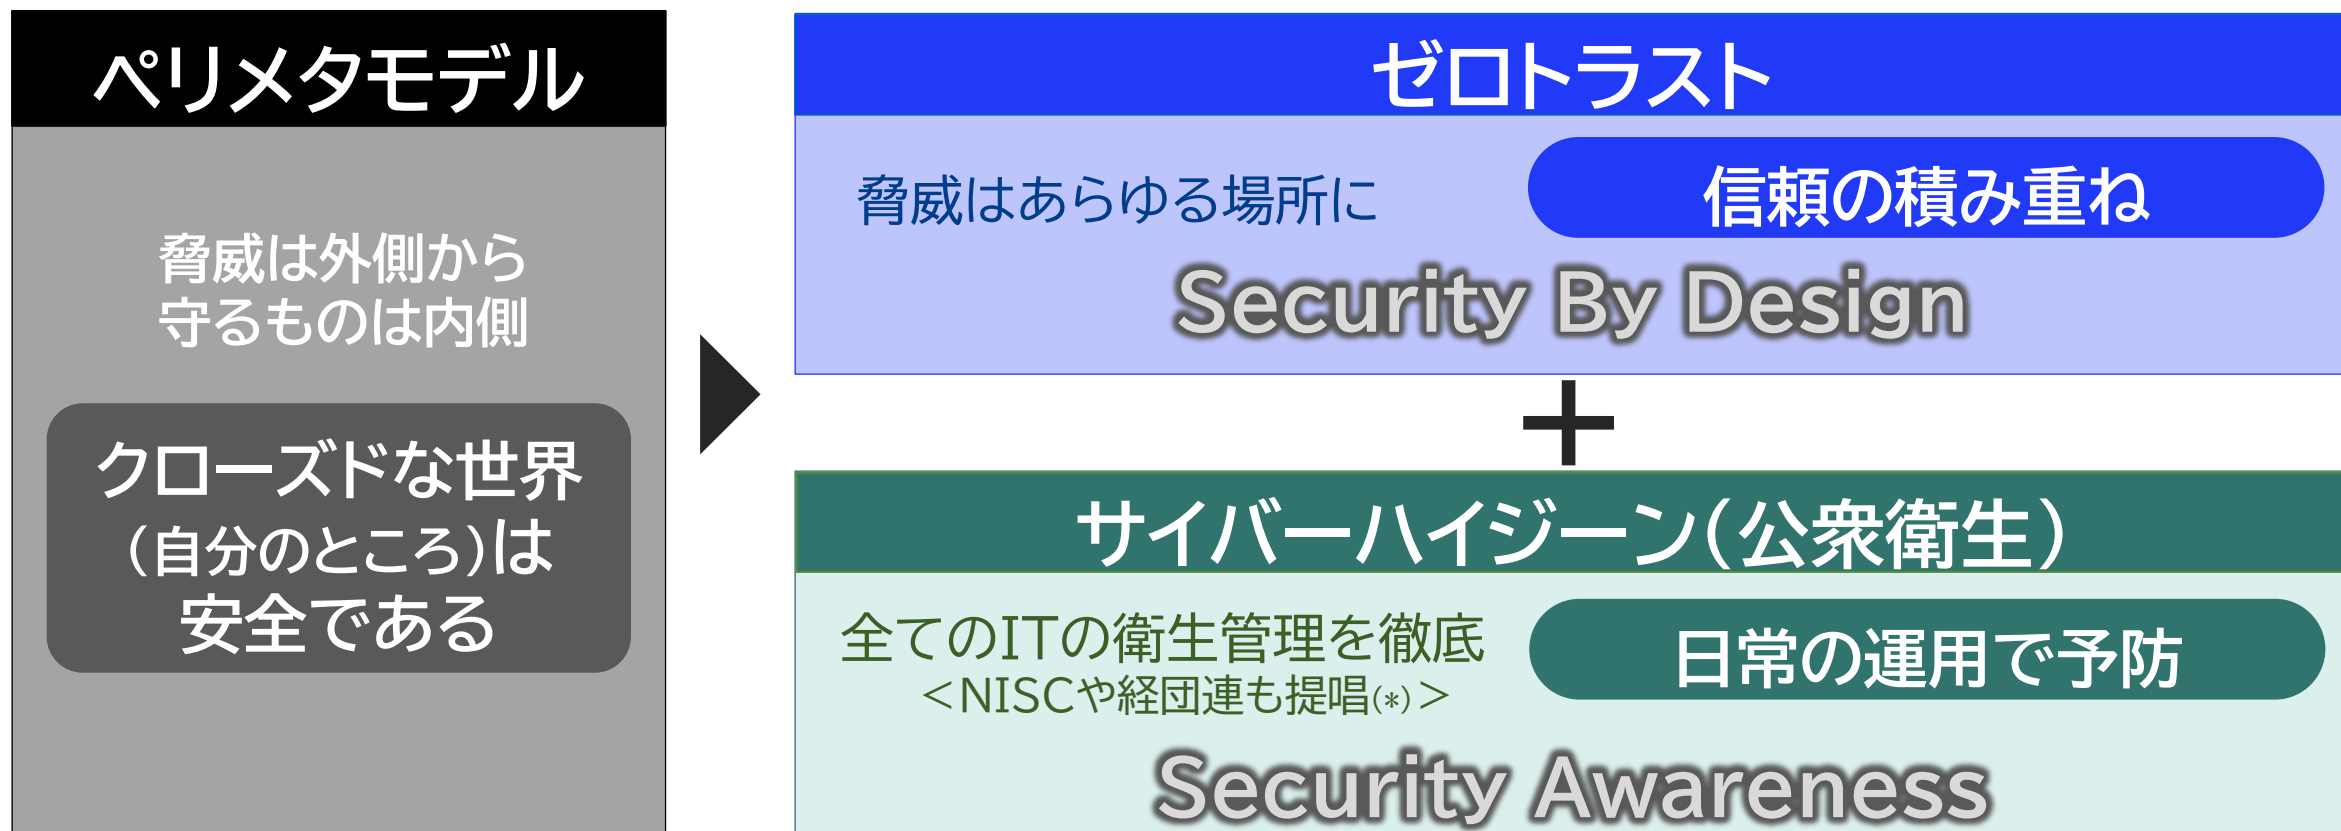 ペリメタモデル
脅威は外側から
守るものは内側
クローズドな世界
（自分のところ）は
安全である
ゼロトラスト
脅威はあらゆる場所に
信頼の積み重ね
Security By Design
＋
サイバーハイジーン（公衆衛生）
全てのITの衛生管理を徹底
＜NISCや経団連も提唱(*)＞
日常の運用で予防
Security Awareness